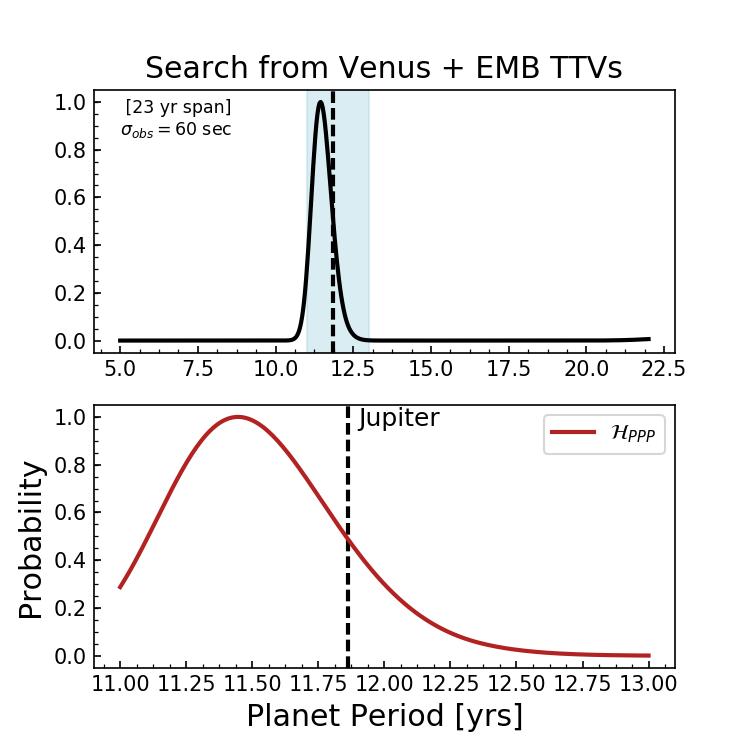 Search from Venus + EMB TTVs
[23 yr span]
σ_obs = 60 sec
1.0
0.8
0.6
0.4
0.2
0.0
5.0 7.5 10.0 12.5 15.0 17.5 20.0 22.5
Jupiter
ℋ_PPP
Probability
1.0
0.8
0.6
0.4
0.2
0.0
11.00 11.25 11.50 11.75 12.00 12.25 12.50 12.75 13.00
Planet Period [yrs]